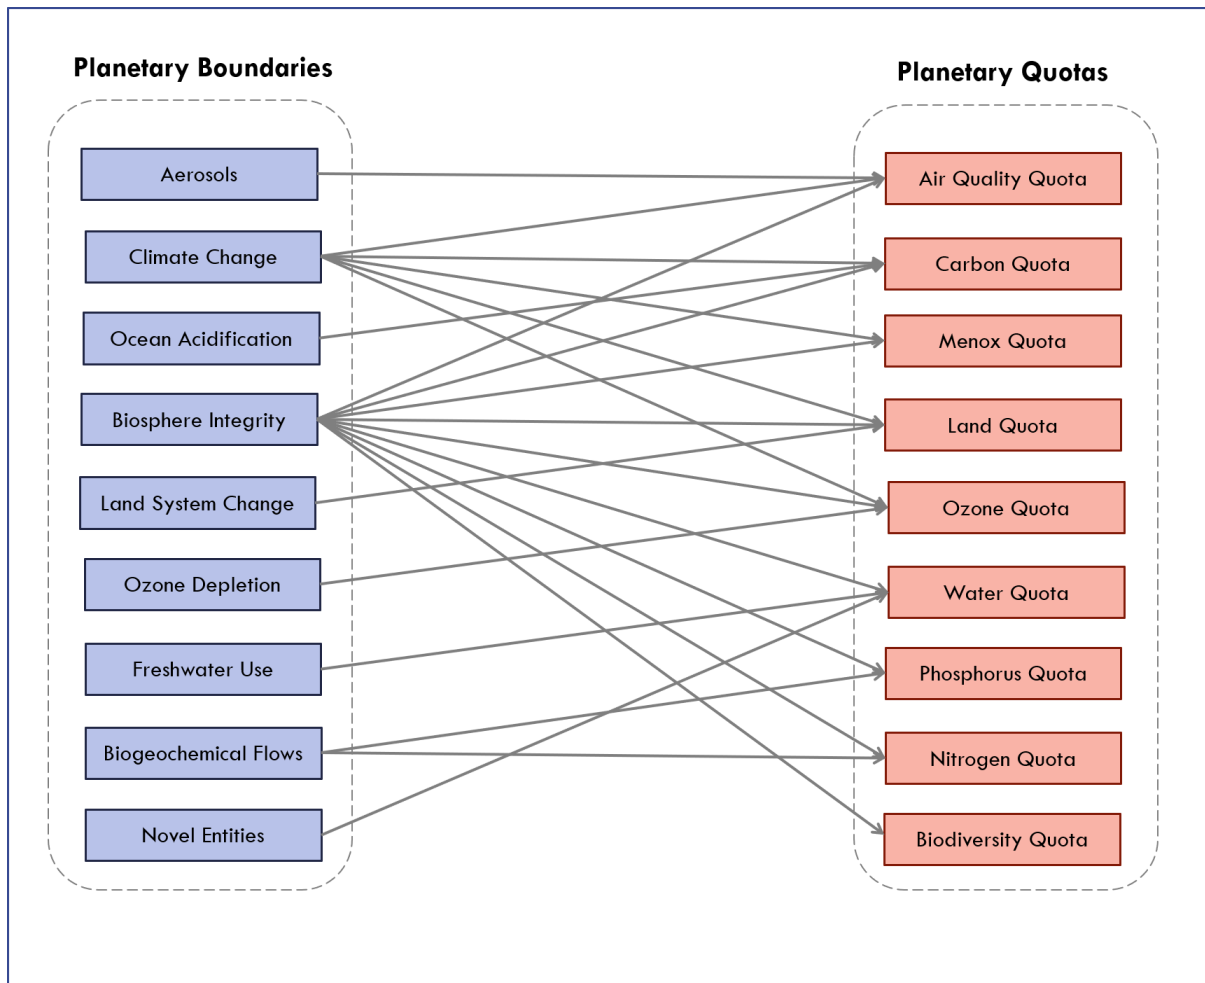 Planetary Boundaries
Aerosols
Climate Change
Ocean Acidification
Biosphere Integrity
Land System Change
Ozone Depletion
Freshwater Use
Biogeochemical Flows
Novel Entities
Planetary Quotas
Air Quality Quota
Carbon Quota
Menox Quota
Land Quota
Ozone Quota
Water Quota
Phosphorus Quota
Nitrogen Quota
Biodiversity Quota